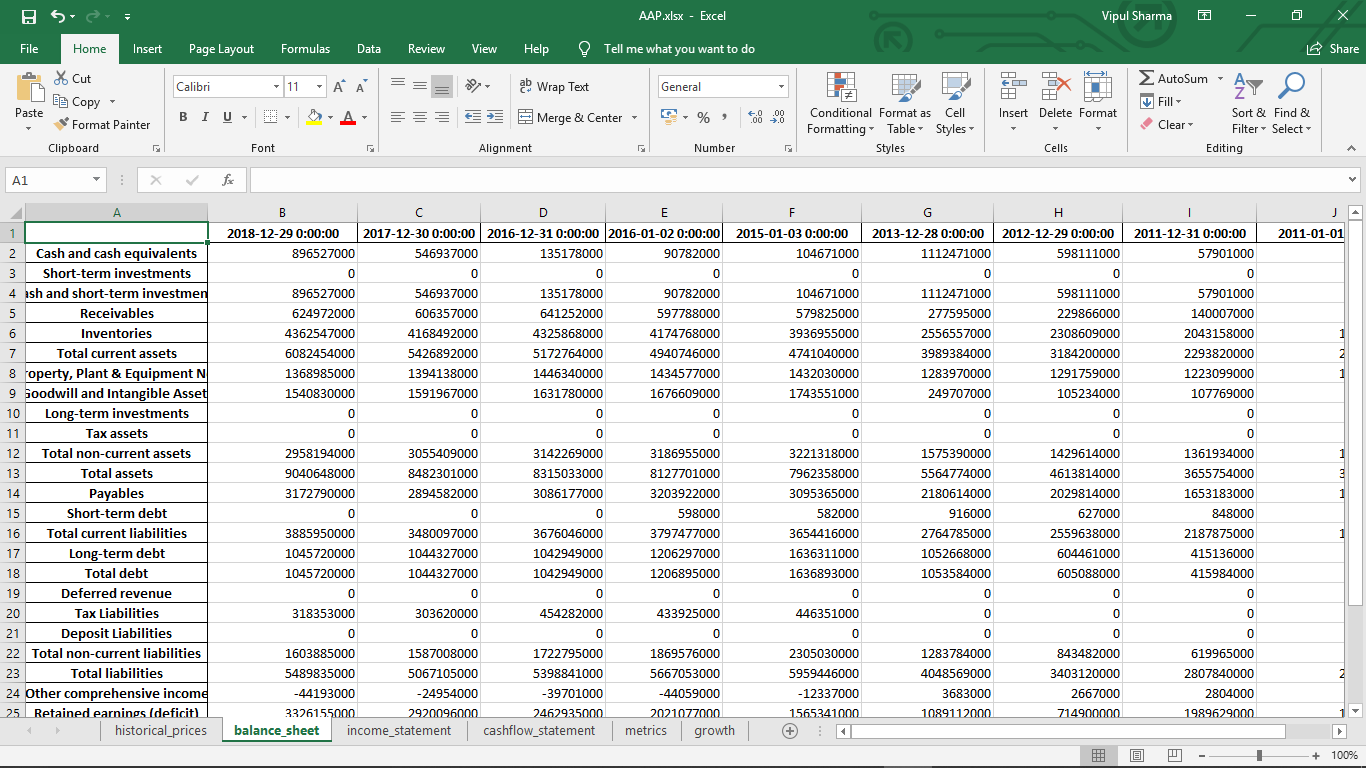 AAP.xlsx - Excel
Vipul Sharma
File Home Insert Page Layout Formulas Data Review View Help Tell me what you want to do Share
Paste
Cut
Copy
Format Painter
Clipboard
Calibri 11
B I U
Font
Wrap Text
Merge & Center
Alignment
General
Number
Conditional Formatting
Format as Table
Cell Styles
Styles
Insert Delete Format
Cells
AutoSum
Fill
Clear
Sort & Filter
Find & Select
Editing
A1 fx
A B C D E F G H I J
1 2018-12-29 0:00:00 2017-12-30 0:00:00 2016-12-31 0:00:00 2016-01-02 0:00:00 2015-01-03 0:00:00 2013-12-28 0:00:00 2012-12-29 0:00:00 2011-12-31 0:00:00 2011-01-01
2 Cash and cash equivalents 896527000 546937000 135178000 90782000 104671000 1112471000 598111000 57901000
3 Short-term investments 0 0 0 0 0 0 0 0
4 ash and short-term investmen 896527000 546937000 135178000 90782000 104671000 1112471000 598111000 57901000
5 Receivables 624972000 606357000 641252000 597788000 579825000 277595000 229866000 140007000
6 Inventories 4362547000 4168492000 4325868000 4174768000 3936955000 2556557000 2308609000 2043158000 1
7 Total current assets 6082454000 5426892000 5172764000 4940746000 4741040000 3989384000 3184200000 2293820000 2
8 roperty, Plant & Equipment N 1368985000 1394138000 1446340000 1434577000 1432030000 1283970000 1291759000 1223099000 1
9 Goodwill and Intangible Asset 1540830000 1591967000 1631780000 1676609000 1743551000 249707000 105234000 107769000
10 Long-term investments 0 0 0 0 0 0 0 0
11 Tax assets 0 0 0 0 0 0 0 0
12 Total non-current assets 2958194000 3055409000 3142269000 3186955000 3221318000 1575390000 1429614000 1361934000 1
13 Total assets 9040648000 8482301000 8315033000 8127701000 7962358000 5564774000 4613814000 3655754000 3
14 Payables 3172790000 2894582000 3086177000 3203922000 3095365000 2180614000 2029814000 1653183000 1
15 Short-term debt 0 0 0 598000 582000 916000 627000 848000
16 Total current liabilities 3885950000 3480097000 3676046000 3797477000 3654416000 2764785000 2559638000 2187875000 1
17 Long-term debt 1045720000 1044327000 1042949000 1206297000 1636311000 1052668000 604461000 415136000
18 Total debt 1045720000 1044327000 1042949000 1206895000 1636893000 1053584000 605088000 415984000
19 Deferred revenue 0 0 0 0 0 0 0 0
20 Tax Liabilities 318353000 303620000 454282000 433925000 446351000 0 0 0
21 Deposit Liabilities 0 0 0 0 0 0 0 0
22 Total non-current liabilities 1603885000 1587008000 1722795000 1869576000 2305030000 1283784000 843482000 619965000
23 Total liabilities 5489835000 5067105000 5398841000 5667053000 5959446000 4048569000 3403120000 2807840000 2
24 Other comprehensive income -44193000 -24954000 -39701000 -44059000 -12337000 3683000 2667000 2804000
25 Retained earnings (deficit) 3326155000 2920096000 2462935000 2021077000 1565341000 1089112000 714900000 1989629000 1
historical_prices balance_sheet income_statement cashflow_statement metrics growth
100%